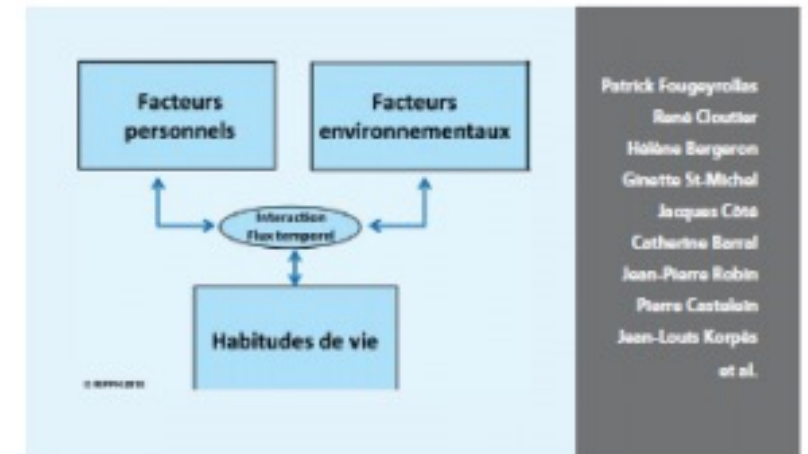 Facteurs
personnels
Facteurs
environnementaux
Interaction
Flux temporel
Habitudes de vie
Patrick Fougeyrollas
René Cloutier
Hélène Bergeron
Ginette St-Michel
Jacques Côté
Catherine Barral
Jean-Pierre Robin
Pierre Castelein
Jean-Louis Korpès
et al.